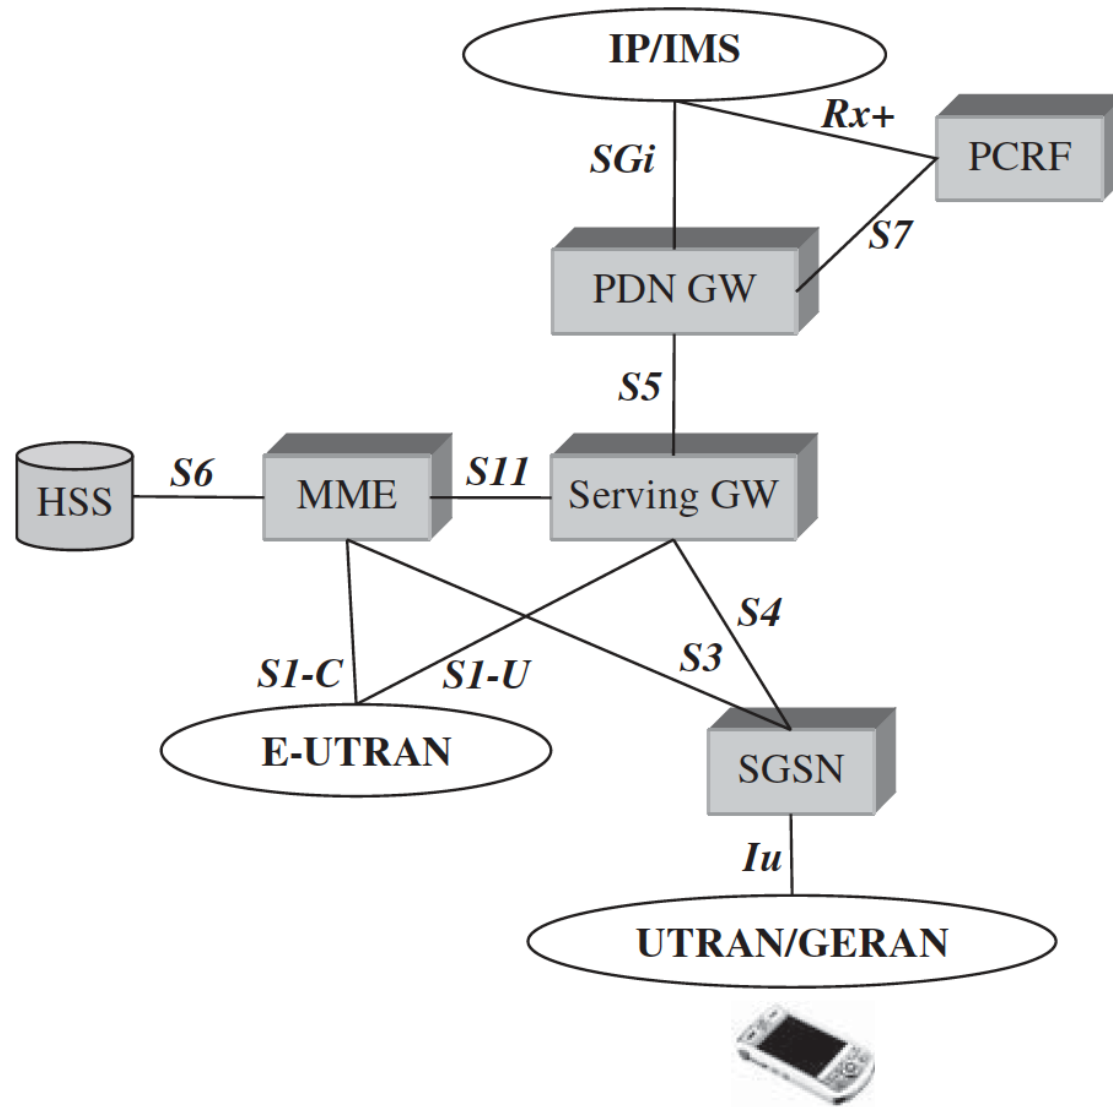 IP/IMS
Rx+
PCRF
SGi
S7
PDN GW
S5
HSS
S6
MME
S11
Serving GW
S4
S3
S1-C
S1-U
E-UTRAN
SGSN
Iu
UTRAN/GERAN